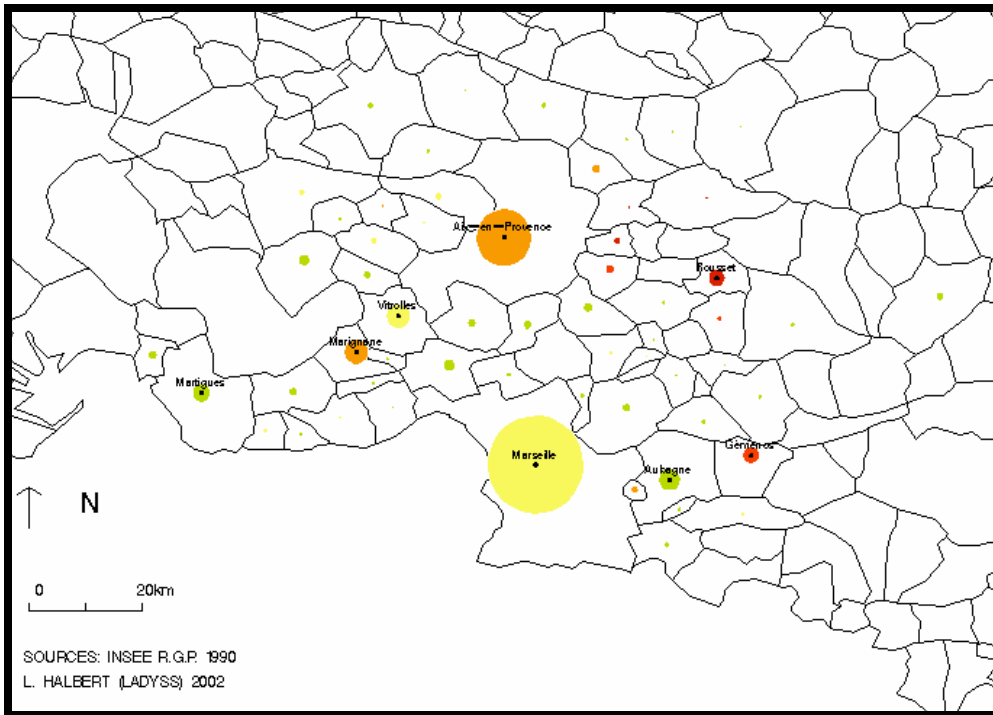 Aix-en-Provence
Rousset
Vitrolles
Marignane
Martigues
Marseille
Gémenos
Aubagne
N
0 20km
SOURCES: INSEE R.G.P. 1990
L. HALBERT (LADYSS) 2002